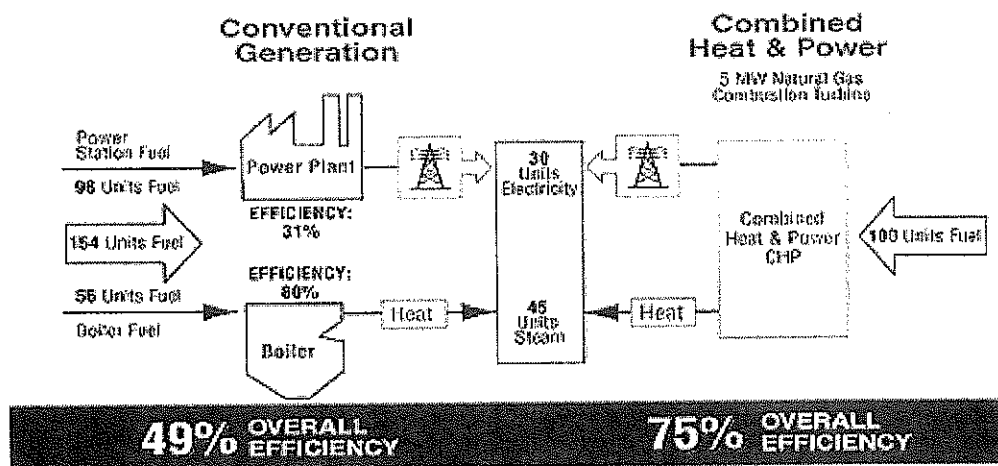 Conventional
Generation
Combined
Heat & Power
5 MW Natural Gas
Combustion Turbine
Power
Station Fuel
98 Units Fuel
Power Plant
EFFICIENCY:
31%
154 Units Fuel
EFFICIENCY:
80%
56 Units Fuel
Boiler Fuel
Boiler
Heat
30
Units
Electricity
45
Units
Steam
Heat
Combined
Heat & Power
CHP
100 Units Fuel
49% OVERALL
EFFICIENCY
75% OVERALL
EFFICIENCY